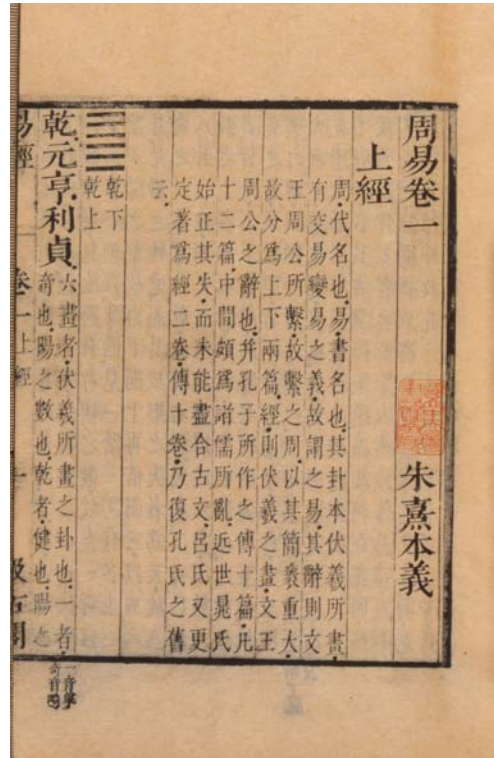 周易卷一
朱熹本義
上經
周代名也易書名也其卦本伏羲所畫
有交易變易之義故謂之易其辭則文
王周公所繫故繫之周以其簡袠重大
故分為上下兩篇經則伏羲之畫文王
周公之辭也并孔子所作之傳十篇凡
十二篇中間頗為諸儒所亂近世晁氏
始正其失而未能盡合古文呂氏又更
定著為經二卷傳十卷乃復孔氏之舊
云
乾下
乾上
乾元亨利貞
六畫者伏羲所畫之卦也一者
奇也陽之數也乾者健也陽之
易經
卷一上經
一音學
奇音